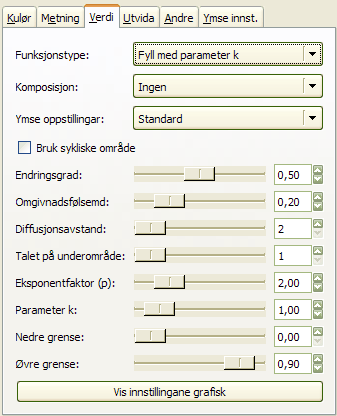 Kulør Metning Verdi Utvida Andre Ymse innst.
Funksjonstype: Fyll med parameter k
Komposisjon: Ingen
Ymse oppstillingar: Standard
Bruk sykliske område
Endringsgrad: 0,50
Omgivnadsfølsemd: 0,20
Diffusjonsavstand: 2
Talet på underområde: 1
Eksponentfaktor (p): 2,00
Parameter k: 1,00
Nedre grense: 0,00
Øvre grense: 0,90
Vis innstillingane grafisk